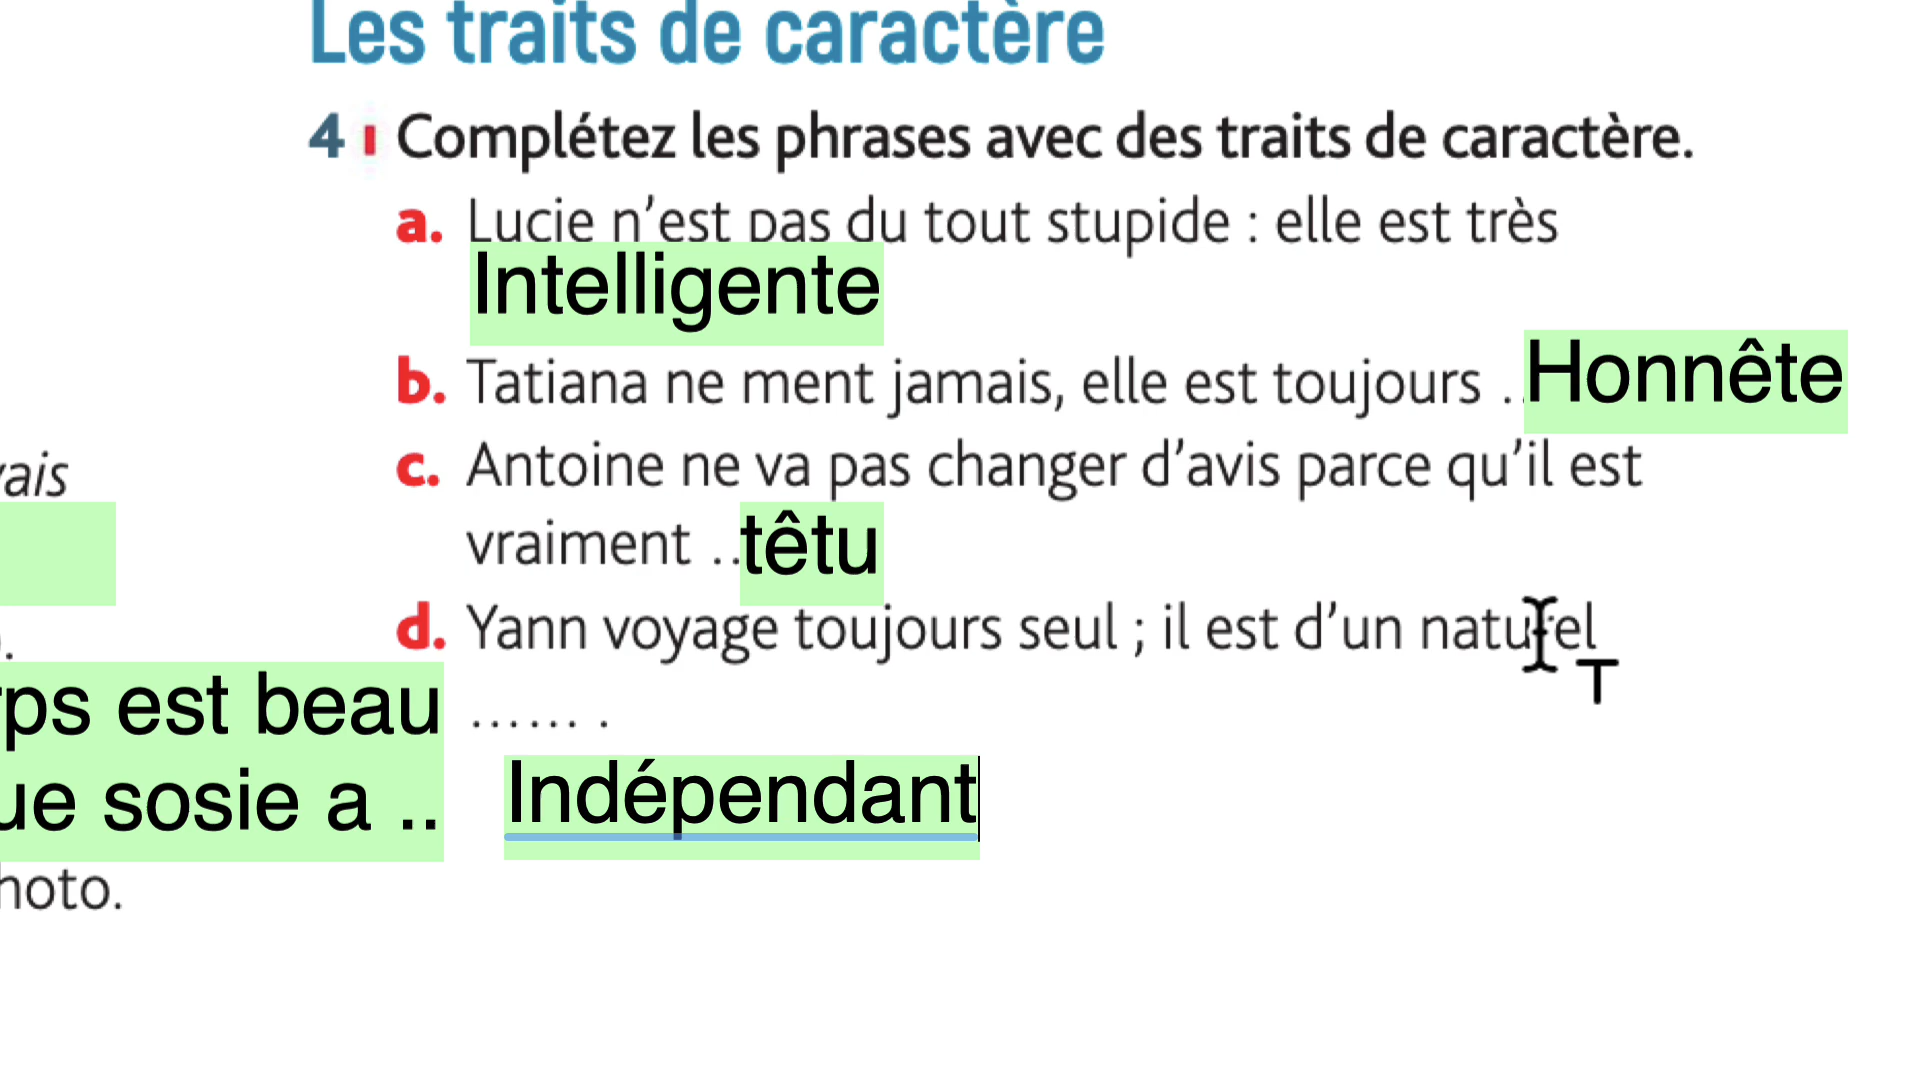 Les traits de caractère
4 Complétez les phrases avec des traits de caractère.
a. Lucie n'est pas du tout stupide : elle est très
Intelligente
b. Tatiana ne ment jamais, elle est toujours ..Honnête
c. Antoine ne va pas changer d'avis parce qu'il est
vraiment ..têtu
d. Yann voyage toujours seul ; il est d'un naturel
...... .
Indépendant
vais
.
rps est beau
ue sosie a ..
hoto.